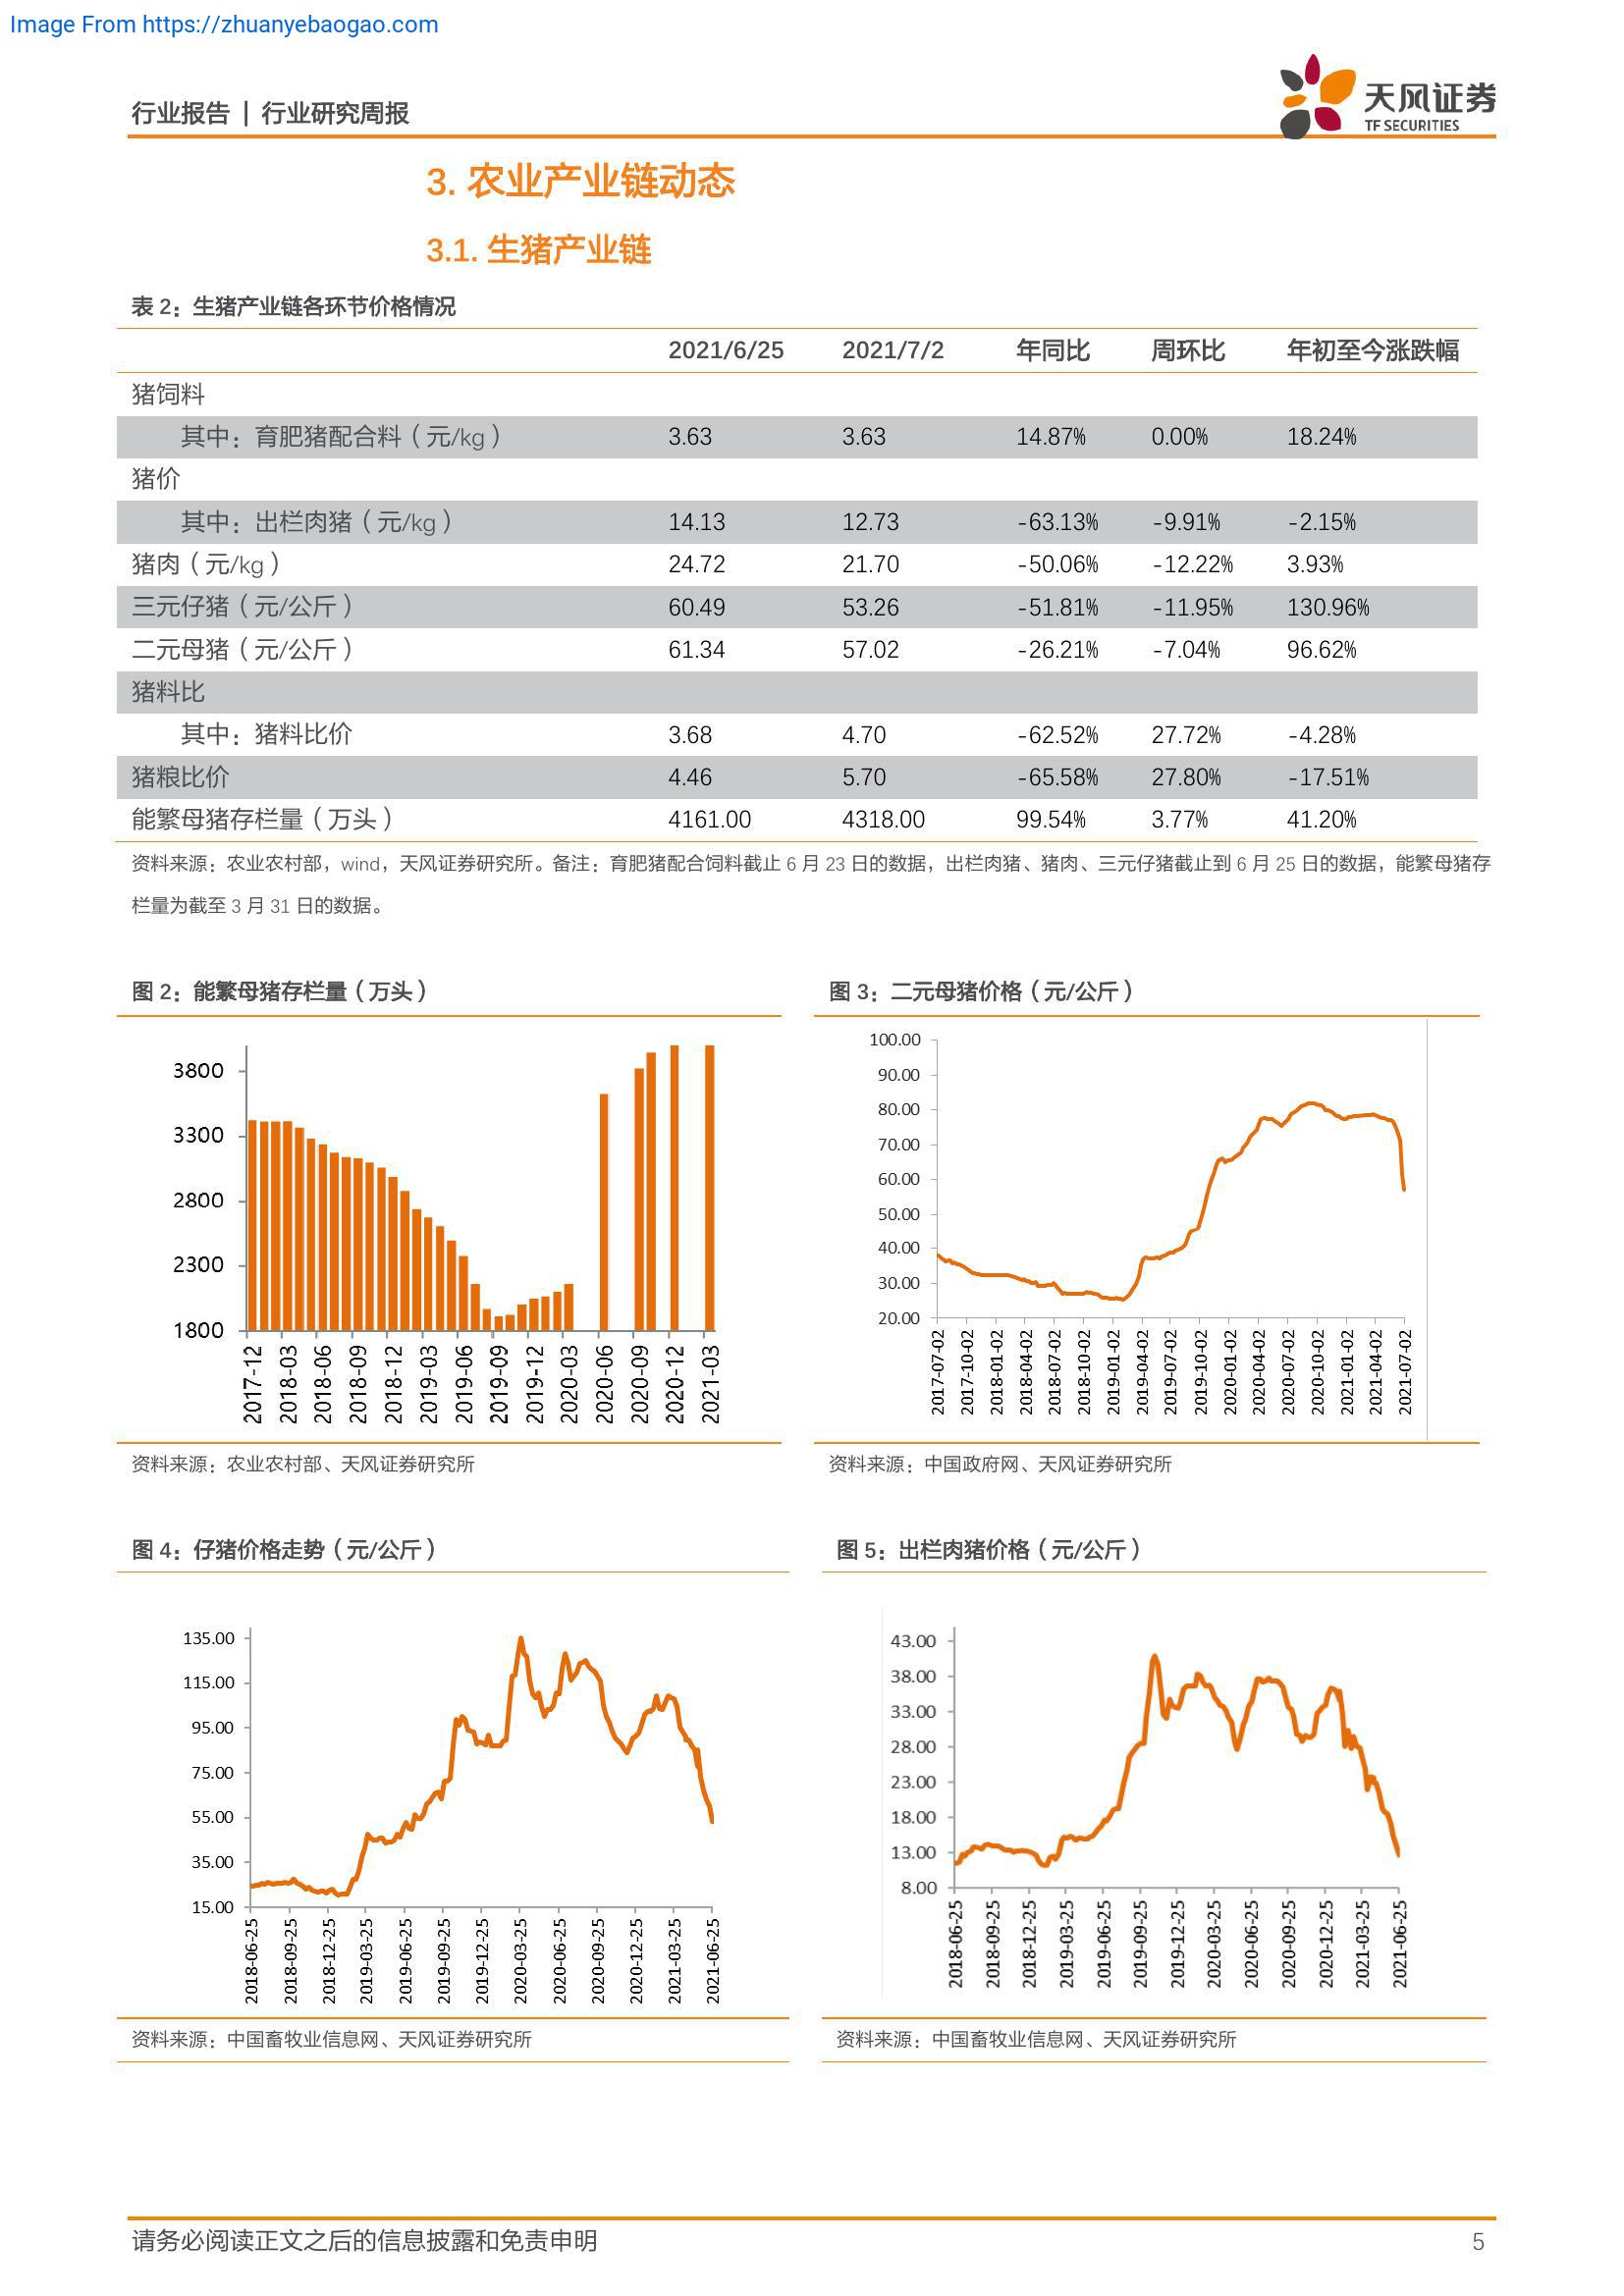 Image From https://zhuanyebaogao.com
行业报告 | 行业研究周报
天风证券
TF SECURITIES
3. 农业产业链动态
3.1. 生猪产业链
表 2：生猪产业链各环节价格情况
2021/6/25 2021/7/2 年同比 周环比 年初至今涨跌幅
猪饲料
其中：育肥猪配合料（元/kg） 3.63 3.63 14.87% 0.00% 18.24%
猪价
其中：出栏肉猪（元/kg） 14.13 12.73 -63.13% -9.91% -2.15%
猪肉（元/kg） 24.72 21.70 -50.06% -12.22% 3.93%
三元仔猪（元/公斤） 60.49 53.26 -51.81% -11.95% 130.96%
二元母猪（元/公斤） 61.34 57.02 -26.21% -7.04% 96.62%
猪料比
其中：猪料比价 3.68 4.70 -62.52% 27.72% -4.28%
猪粮比价 4.46 5.70 -65.58% 27.80% -17.51%
能繁母猪存栏量（万头） 4161.00 4318.00 99.54% 3.77% 41.20%
资料来源：农业农村部，wind，天风证券研究所。备注：育肥猪配合饲料截止 6 月 23 日的数据，出栏肉猪、猪肉、三元仔猪截止到 6 月 25 日的数据，能繁母猪存
栏量为截至 3 月 31 日的数据。
图 2：能繁母猪存栏量（万头）
3800
3300
2800
2300
1800
2017-12 2018-03 2018-06 2018-09 2018-12 2019-03 2019-06 2019-09 2019-12 2020-03 2020-06 2020-09 2020-12 2021-03
资料来源：农业农村部、天风证券研究所
图 3：二元母猪价格（元/公斤）
100.00
90.00
80.00
70.00
60.00
50.00
40.00
30.00
20.00
2017-07-02 2017-10-02 2018-01-02 2018-04-02 2018-07-02 2018-10-02 2019-01-02 2019-04-02 2019-07-02 2019-10-02 2020-01-02 2020-04-02 2020-07-02 2020-10-02 2021-01-02 2021-04-02 2021-07-02
资料来源：中国政府网、天风证券研究所
图 4：仔猪价格走势（元/公斤）
135.00
115.00
95.00
75.00
55.00
35.00
15.00
2018-06-25 2018-09-25 2018-12-25 2019-03-25 2019-06-25 2019-09-25 2019-12-25 2020-03-25 2020-06-25 2020-09-25 2020-12-25 2021-03-25 2021-06-25
资料来源：中国畜牧业信息网、天风证券研究所
图 5：出栏肉猪价格（元/公斤）
43.00
38.00
33.00
28.00
23.00
18.00
13.00
8.00
2018-06-25 2018-09-25 2018-12-25 2019-03-25 2019-06-25 2019-09-25 2019-12-25 2020-03-25 2020-06-25 2020-09-25 2020-12-25 2021-03-25 2021-06-25
资料来源：中国畜牧业信息网、天风证券研究所
请务必阅读正文之后的信息披露和免责申明 5